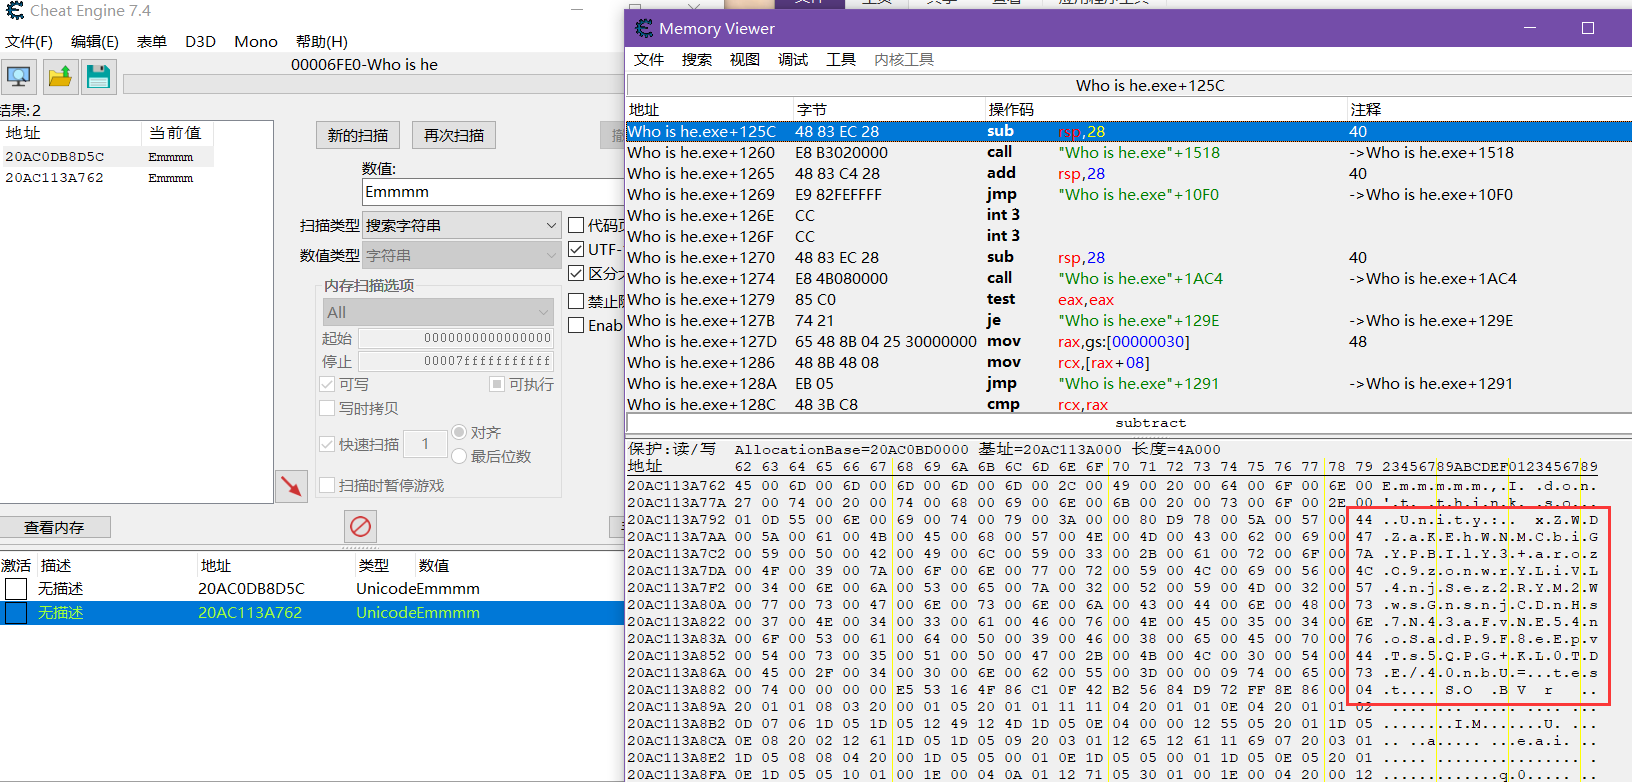 Cheat Engine 7.4
文件(F) 编辑(E) 表单 D3D Mono 帮助(H)
00006FE0-Who is he
结果: 2
地址 当前值
20AC0DB8D5C Emmmm
20AC113A762 Emmmm
新的扫描 再次扫描
数值:
Emmmm
扫描类型 搜索字符串
数值类型 字符串
UTF-
Enab
内存扫描选项
All
起始 0000000000000000
停止 00007fffffffffff
可写 可执行
写时拷贝
快速扫描 1 对齐
最后位数
扫描时暂停游戏
查看内存
激活 描述 地址 类型 数值
无描述 20AC0DB8D5C UnicodeEmmmm
无描述 20AC113A762 UnicodeEmmmm
Memory Viewer
文件 搜索 视图 调试 工具 内核工具
Who is he.exe+125C
地址 字节 操作码 注释
Who is he.exe+125C 48 83 EC 28 sub rsp,28 40
Who is he.exe+1260 E8 B3020000 call "Who is he.exe"+1518 ->Who is he.exe+1518
Who is he.exe+1265 48 83 C4 28 add rsp,28 40
Who is he.exe+1269 E9 82FEFFFF jmp "Who is he.exe"+10F0 ->Who is he.exe+10F0
Who is he.exe+126E CC int 3
Who is he.exe+126F CC int 3
Who is he.exe+1270 48 83 EC 28 sub rsp,28 40
Who is he.exe+1274 E8 4B080000 call "Who is he.exe"+1AC4 ->Who is he.exe+1AC4
Who is he.exe+1279 85 C0 test eax,eax
Who is he.exe+127B 74 21 je "Who is he.exe"+129E ->Who is he.exe+129E
Who is he.exe+127D 65 48 8B 04 25 30000000 mov rax,gs:[00000030] 48
Who is he.exe+1286 48 8B 48 08 mov rcx,[rax+08]
Who is he.exe+128A EB 05 jmp "Who is he.exe"+1291 ->Who is he.exe+1291
Who is he.exe+128C 48 3B C8 cmp rcx,rax
subtract
保护:读/写 AllocationBase=20AC0BD0000 基址=20AC113A000 长度=4A000
地址 62 63 64 65 66 67 68 69 6A 6B 6C 6D 6E 6F 70 71 72 73 74 75 76 77 78 79 23456789ABCDEF0123456789
20AC113A762 45 00 6D 00 6D 00 6D 00 6D 00 2C 00 49 00 20 00 64 00 6F 00 6E 00 E.m.m.m.m.,.I. .d.o.n.
20AC113A77A 27 00 74 00 20 00 74 00 68 00 69 00 6E 00 6B 00 20 00 73 00 6F 00 2E 00 '.t. .t.h.i.n.k. .s.o...
20AC113A792 01 0D 55 00 6E 00 69 00 74 00 79 00 3A 00 00 80 D9 78 00 5A 00 57 00 44 ..U.n.i.t.y.:.. x.Z.W.D
20AC113A7AA 00 5A 00 61 00 4B 00 45 00 68 00 57 00 4E 00 4D 00 43 00 62 00 69 00 47 .Z.a.K.E.h.W.N.M.C.b.i.G
20AC113A7C2 00 59 00 50 00 42 00 49 00 6C 00 59 00 33 00 2B 00 61 00 72 00 6F 00 7A .Y.P.B.I.l.Y.3.+.a.r.o.z
20AC113A7DA 00 4F 00 39 00 7A 00 6F 00 6E 00 77 00 72 00 59 00 4C 00 69 00 56 00 4C .O.9.z.o.n.w.r.Y.L.i.V.L
20AC113A7F2 00 34 00 6E 00 6A 00 53 00 65 00 7A 00 32 00 52 00 59 00 4D 00 32 00 57 .4.n.j.S.e.z.2.R.Y.M.2.W
20AC113A80A 00 77 00 73 00 47 00 6E 00 73 00 6E 00 6A 00 43 00 44 00 6E 00 48 00 73 .w.s.G.n.s.n.j.C.D.n.H.s
20AC113A822 00 37 00 4E 00 34 00 33 00 61 00 46 00 76 00 4E 00 45 00 35 00 34 00 6E .7.N.4.3.a.F.v.N.E.5.4.n
20AC113A83A 00 6F 00 53 00 61 00 64 00 50 00 39 00 46 00 38 00 65 00 45 00 70 00 76 .o.S.a.d.P.9.F.8.e.E.p.v
20AC113A852 00 54 00 73 00 35 00 51 00 50 00 47 00 2B 00 4B 00 4C 00 30 00 54 00 44 .T.s.5.Q.P.G.+.K.L.0.T.D
20AC113A86A 00 45 00 2F 00 34 00 30 00 6E 00 62 00 55 00 3D 00 00 09 74 00 65 00 73 .E./.4.0.n.b.U.=...t.e.s
20AC113A882 00 74 00 00 00 00 E5 53 16 4F 86 C1 0F 42 B2 56 84 D9 72 FF 8E 86 00 04 .t.... S.O .B V r ..
20AC113A89A 20 01 01 08 03 20 00 01 05 20 01 01 11 11 04 20 01 01 0E 04 20 01 01 02
20AC113A8B2 0D 07 06 1D 05 1D 05 12 49 12 4D 1D 05 0E 04 00 00 12 55 05 20 01 1D 05 ........I.M.......U. ...
20AC113A8CA 0E 08 20 02 12 61 1D 05 1D 05 09 20 03 01 12 65 12 61 11 69 07 20 03 01 .. ..a..... ...e.a.i. ..
20AC113A8E2 1D 05 08 08 04 20 00 1D 05 05 00 01 0E 1D 05 05 00 01 1D 05 0E 05 20 01
20AC113A8FA 0E 1D 05 05 10 01 00 1E 00 04 0A 01 12 71 05 30 01 00 1E 00 04 20 00 12